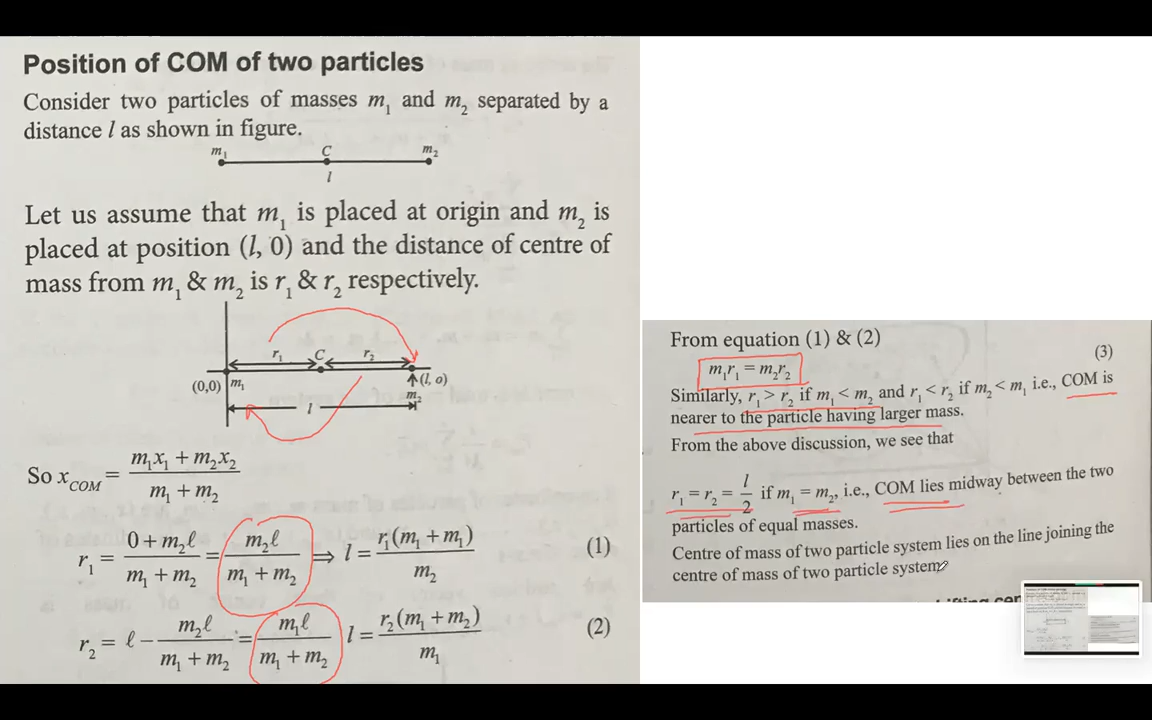 Position of COM of two particles
Consider two particles of masses m₁ and m₂ separated by a
distance l as shown in figure.
m₁ C m₂
l
Let us assume that m₁ is placed at origin and m₂ is
placed at position (l, 0) and the distance of centre of
mass from m₁ & m₂ is r₁ & r₂ respectively.
r₁ C r₂
(0,0) m₁ (l, o)
m₂
l
So x_COM = (m₁x₁ + m₂x₂)/(m₁ + m₂)
r₁ = (0 + m₂ℓ)/(m₁ + m₂) = m₂ℓ/(m₁ + m₂) ⇒ l = r₁(m₁ + m₁)/m₂ (1)
r₂ = ℓ − m₂ℓ/(m₁ + m₂) = m₁ℓ/(m₁ + m₂) l = r₂(m₁ + m₂)/m₁ (2)
From equation (1) & (2)
m₁r₁ = m₂r₂ (3)
Similarly, r₁ > r₂ if m₁ < m₂ and r₁ < r₂ if m₂ < m₁ i.e., COM is
nearer to the particle having larger mass.
From the above discussion, we see that
r₁ = r₂ = l/2 if m₁ = m₂, i.e., COM lies midway between the two
particles of equal masses.
Centre of mass of two particle system lies on the line joining the
centre of mass of two particle system